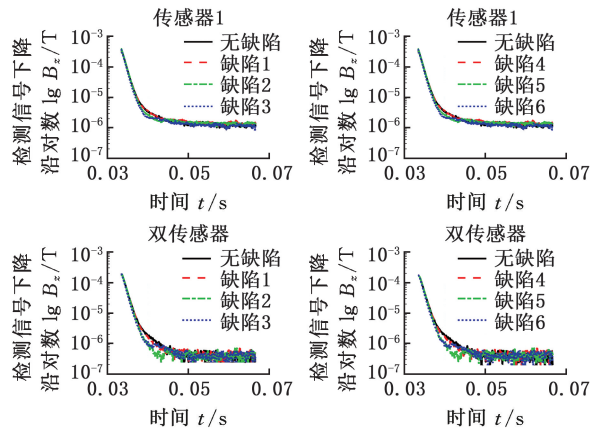 传感器1
检测信号下降
沿对数 lg B_z/T
10⁻³
10⁻⁴
10⁻⁵
10⁻⁶
10⁻⁷
无缺陷
缺陷1
缺陷2
缺陷3
0.03
0.05
0.07
时间 t/s
传感器1
检测信号下降
沿对数 lg B_z/T
10⁻³
10⁻⁴
10⁻⁵
10⁻⁶
10⁻⁷
无缺陷
缺陷4
缺陷5
缺陷6
0.03
0.05
0.07
时间 t/s
双传感器
检测信号下降
沿对数 lg B_z/T
10⁻³
10⁻⁴
10⁻⁵
10⁻⁶
10⁻⁷
无缺陷
缺陷1
缺陷2
缺陷3
0.03
0.05
0.07
时间 t/s
双传感器
检测信号下降
沿对数 lg B_z/T
10⁻³
10⁻⁴
10⁻⁵
10⁻⁶
10⁻⁷
无缺陷
缺陷4
缺陷5
缺陷6
0.03
0.05
0.07
时间 t/s